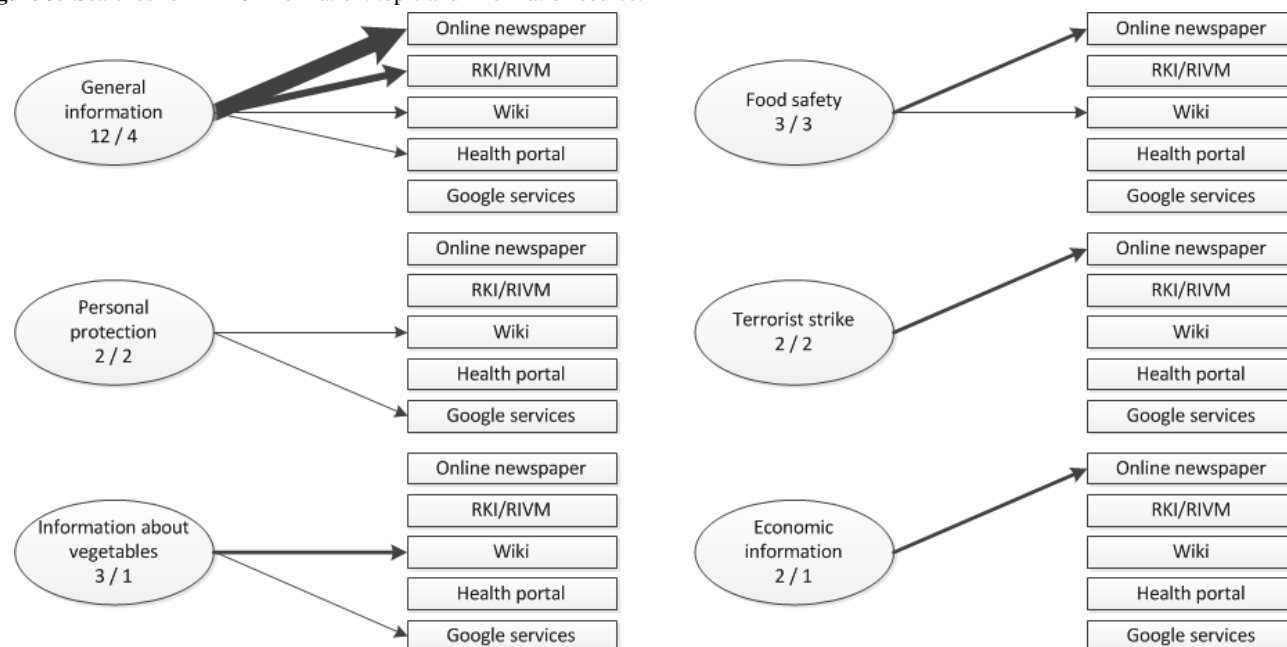 Online newspaper
RKI/RIVM
Wiki
Health portal
Google services
General
information
12 / 4
Online newspaper
RKI/RIVM
Wiki
Health portal
Google services
Food safety
3 / 3
Online newspaper
RKI/RIVM
Wiki
Health portal
Google services
Personal
protection
2 / 2
Online newspaper
RKI/RIVM
Wiki
Health portal
Google services
Terrorist strike
2 / 2
Online newspaper
RKI/RIVM
Wiki
Health portal
Google services
Information about
vegetables
3 / 1
Online newspaper
RKI/RIVM
Wiki
Health portal
Google services
Economic
information
2 / 1